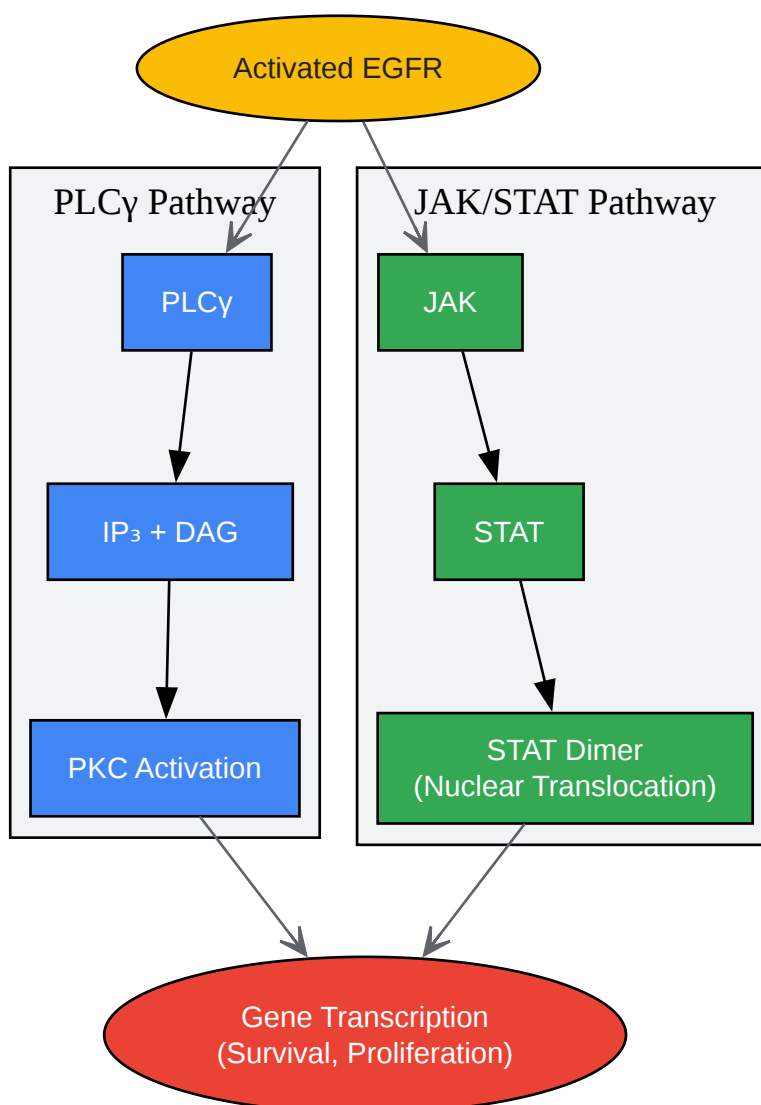 Activated EGFR
PLCγ Pathway
JAK/STAT Pathway
PLCγ
JAK
IP₃ + DAG
STAT
PKC Activation
STAT Dimer
(Nuclear Translocation)
Gene Transcription
(Survival, Proliferation)